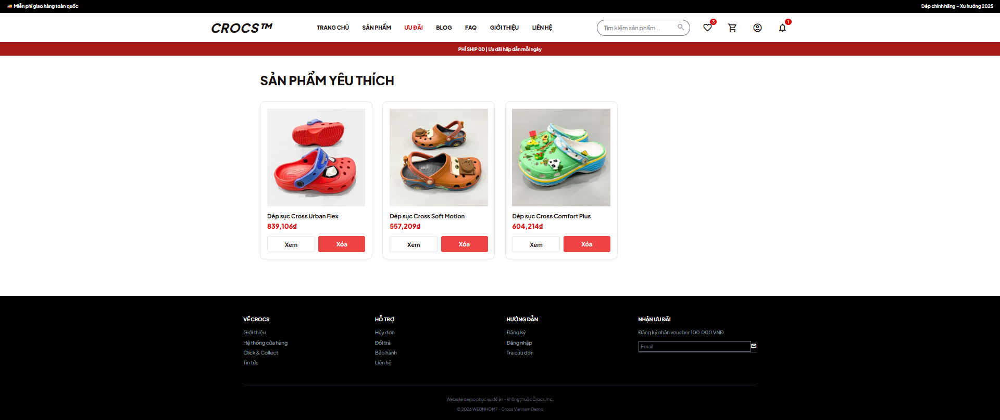 🚚 Miễn phí giao hàng toàn quốc
Dép chính hãng – Xu hướng 2025
CROCS™
TRANG CHỦ
SẢN PHẨM
ƯU ĐÃI
BLOG
FAQ
GIỚI THIỆU
LIÊN HỆ
Tìm kiếm sản phẩm...
3
1
PHÍ SHIP 0Đ | Ưu đãi hấp dẫn mỗi ngày
SẢN PHẨM YÊU THÍCH
Dép sục Cross Urban Flex
839,106₫
Xem
Xóa
Dép sục Cross Soft Motion
557,209₫
Xem
Xóa
Dép sục Cross Comfort Plus
604,214₫
Xem
Xóa
VỀ CROCS
Giới thiệu
Hệ thống cửa hàng
Click & Collect
Tin tức
HỖ TRỢ
Hủy đơn
Đổi trả
Bảo hành
Liên hệ
HƯỚNG DẪN
Đăng ký
Đăng nhập
Tra cứu đơn
NHẬN ƯU ĐÃI
Đăng ký nhận voucher 100.000 VNĐ
Email
Website demo phục vụ đồ án – không thuộc Crocs, Inc.
© 2026 WEBNHOM7 – Crocs Vietnam Demo